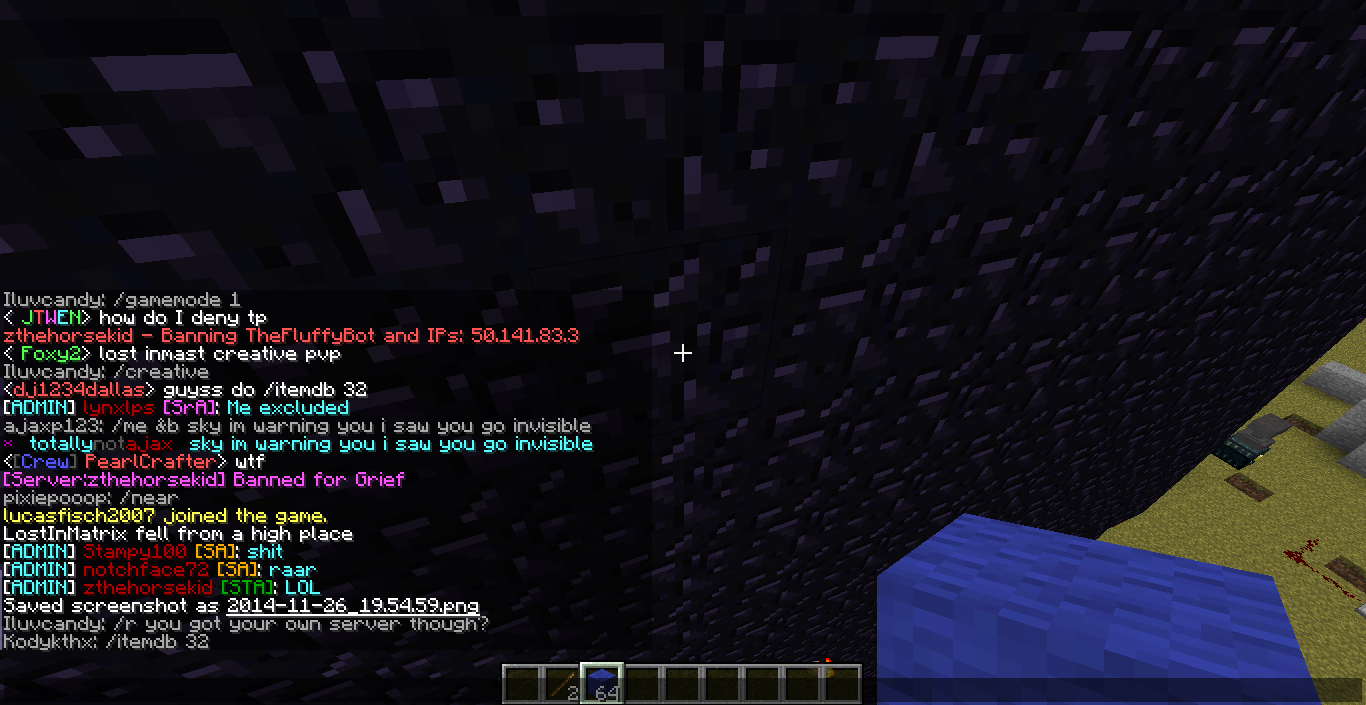 Iluvcandy: /gamemode 1
< JTWEN> how do I deny tp
zthehorsekid - Banning TheFluffyBot and IPs: 50.141.83.3
< Foxy2> lost inmast creative pvp
Iluvcandy: /creative
<dj1234dallas> guyss do /itemdb 32
[ADMIN] lynxlps [SrA]: Me excluded
ajaxp123: /me &b sky im warning you i saw you go invisible
* totallynotajax sky im warning you i saw you go invisible
<[Crew] PearlCrafter> wtf
[Server:zthehorsekid] Banned for Grief
pixiepooop: /near
lucasfisch2007 joined the game.
LostInMatrix fell from a high place
[ADMIN] Stampy100 [SA]: shit
[ADMIN] notchface72 [SA]: raar
[ADMIN] zthehorsekid [STA]: LOL
Saved screenshot as 2014-11-26_19.54.59.png
Iluvcandy: /r you got your own server though?
Kodykthx: /itemdb 32
2 64